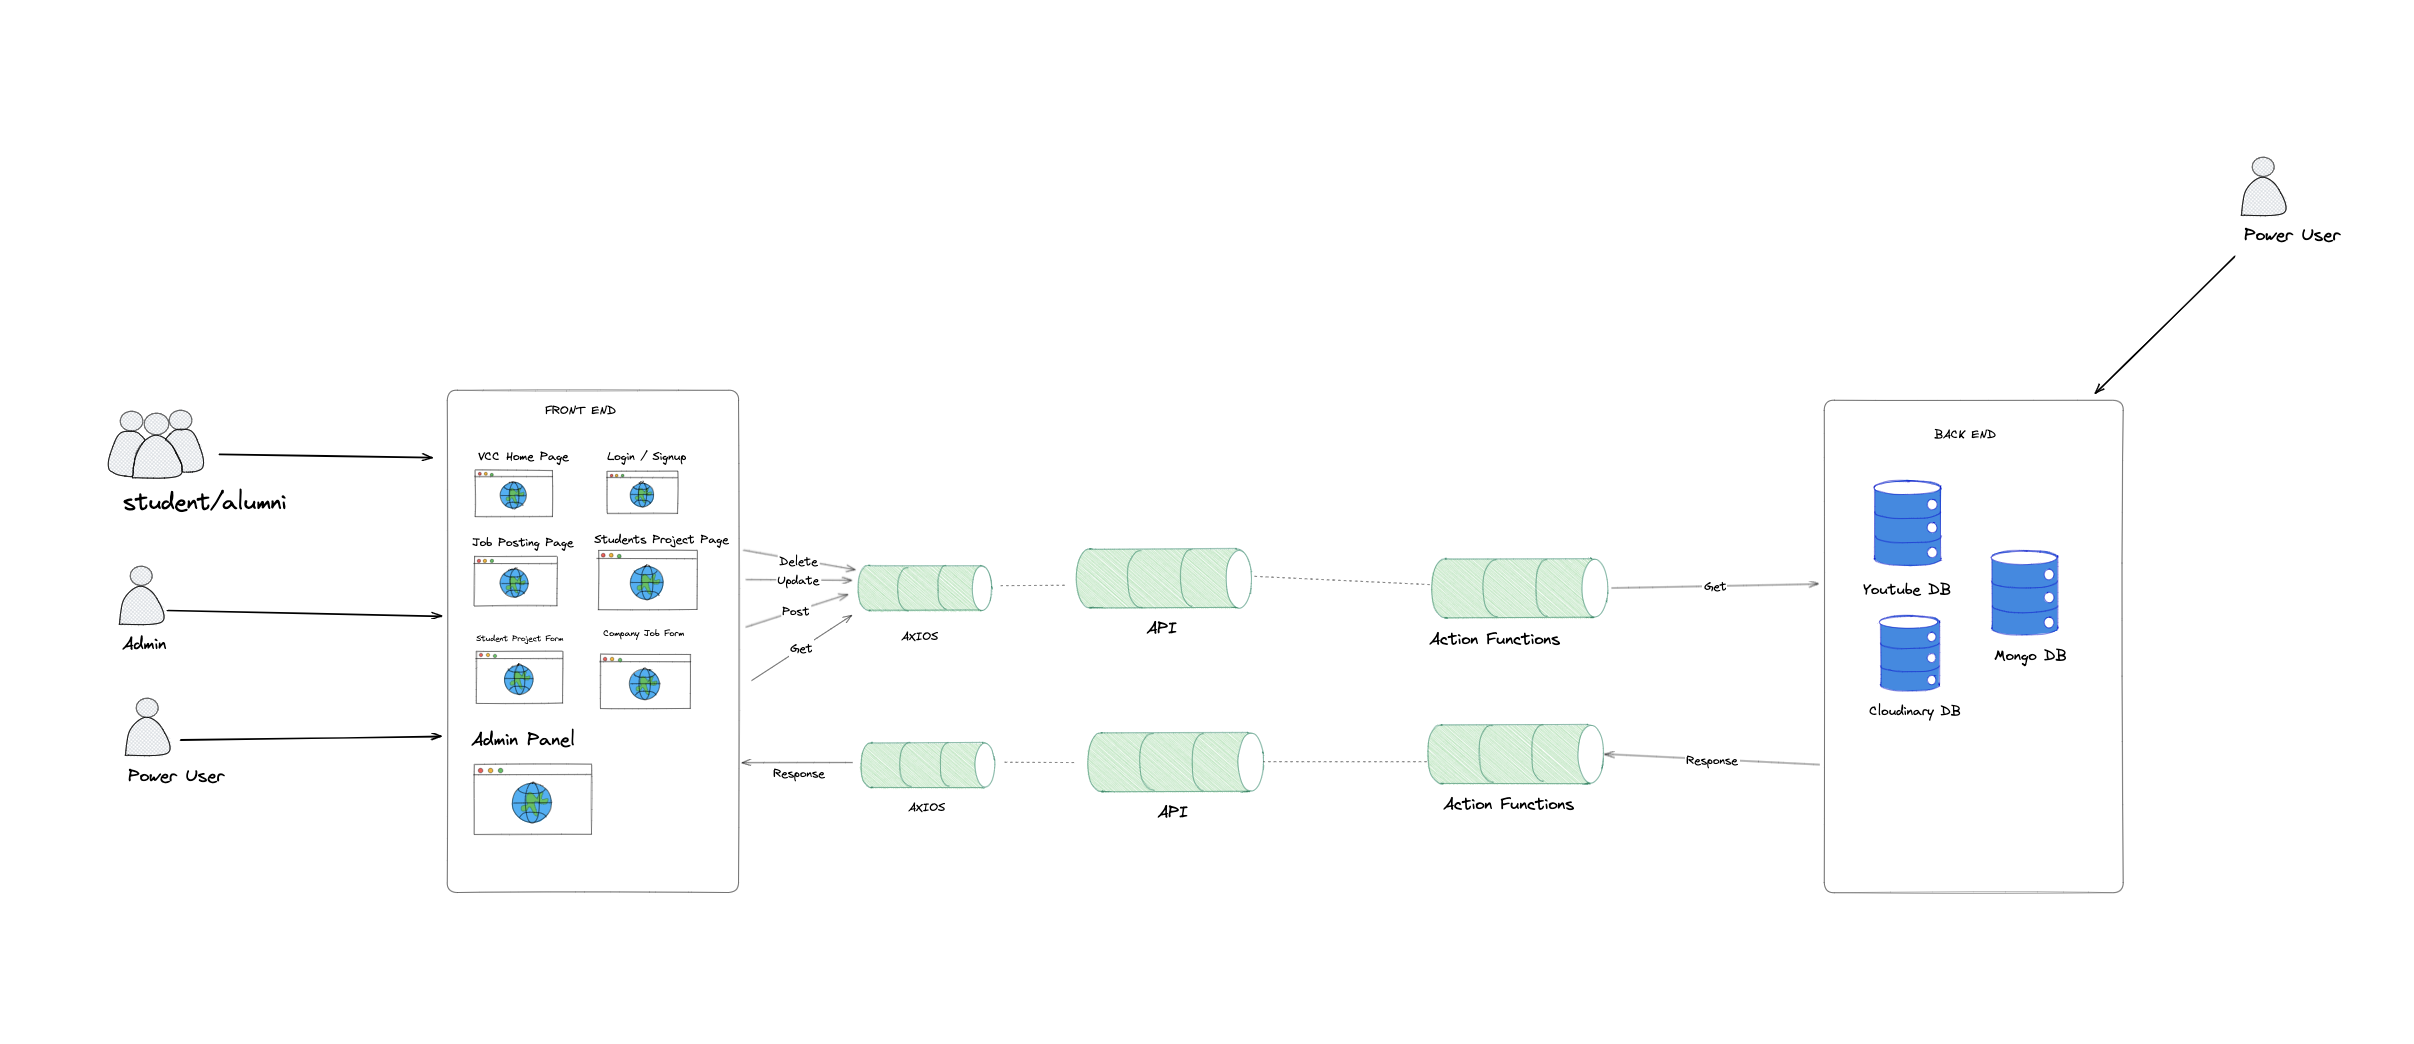 Power User
student/alumni
Admin
Power User
FRONT END
VCC Home Page
Login / Signup
Job Posting Page
Students Project Page
Student Project Form
Company Job Form
Admin Panel
Delete
Update
Post
Get
AXIOS
API
Action Functions
Get
Response
AXIOS
API
Action Functions
Response
BACK END
Youtube DB
Mongo DB
Cloudinary DB